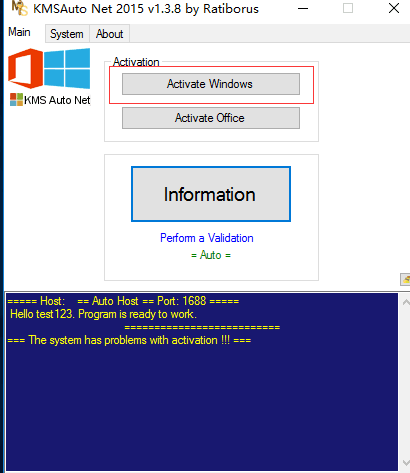 KMSAuto Net 2015 v1.3.8 by Ratiborus
Main System About
Activation
Activate Windows
KMS Auto Net
Activate Office
Information
Perform a Validation
= Auto =
===== Host: == Auto Host == Port: 1688 =====
Hello test123. Program is ready to work.
==========================
=== The system has problems with activation !!! ===